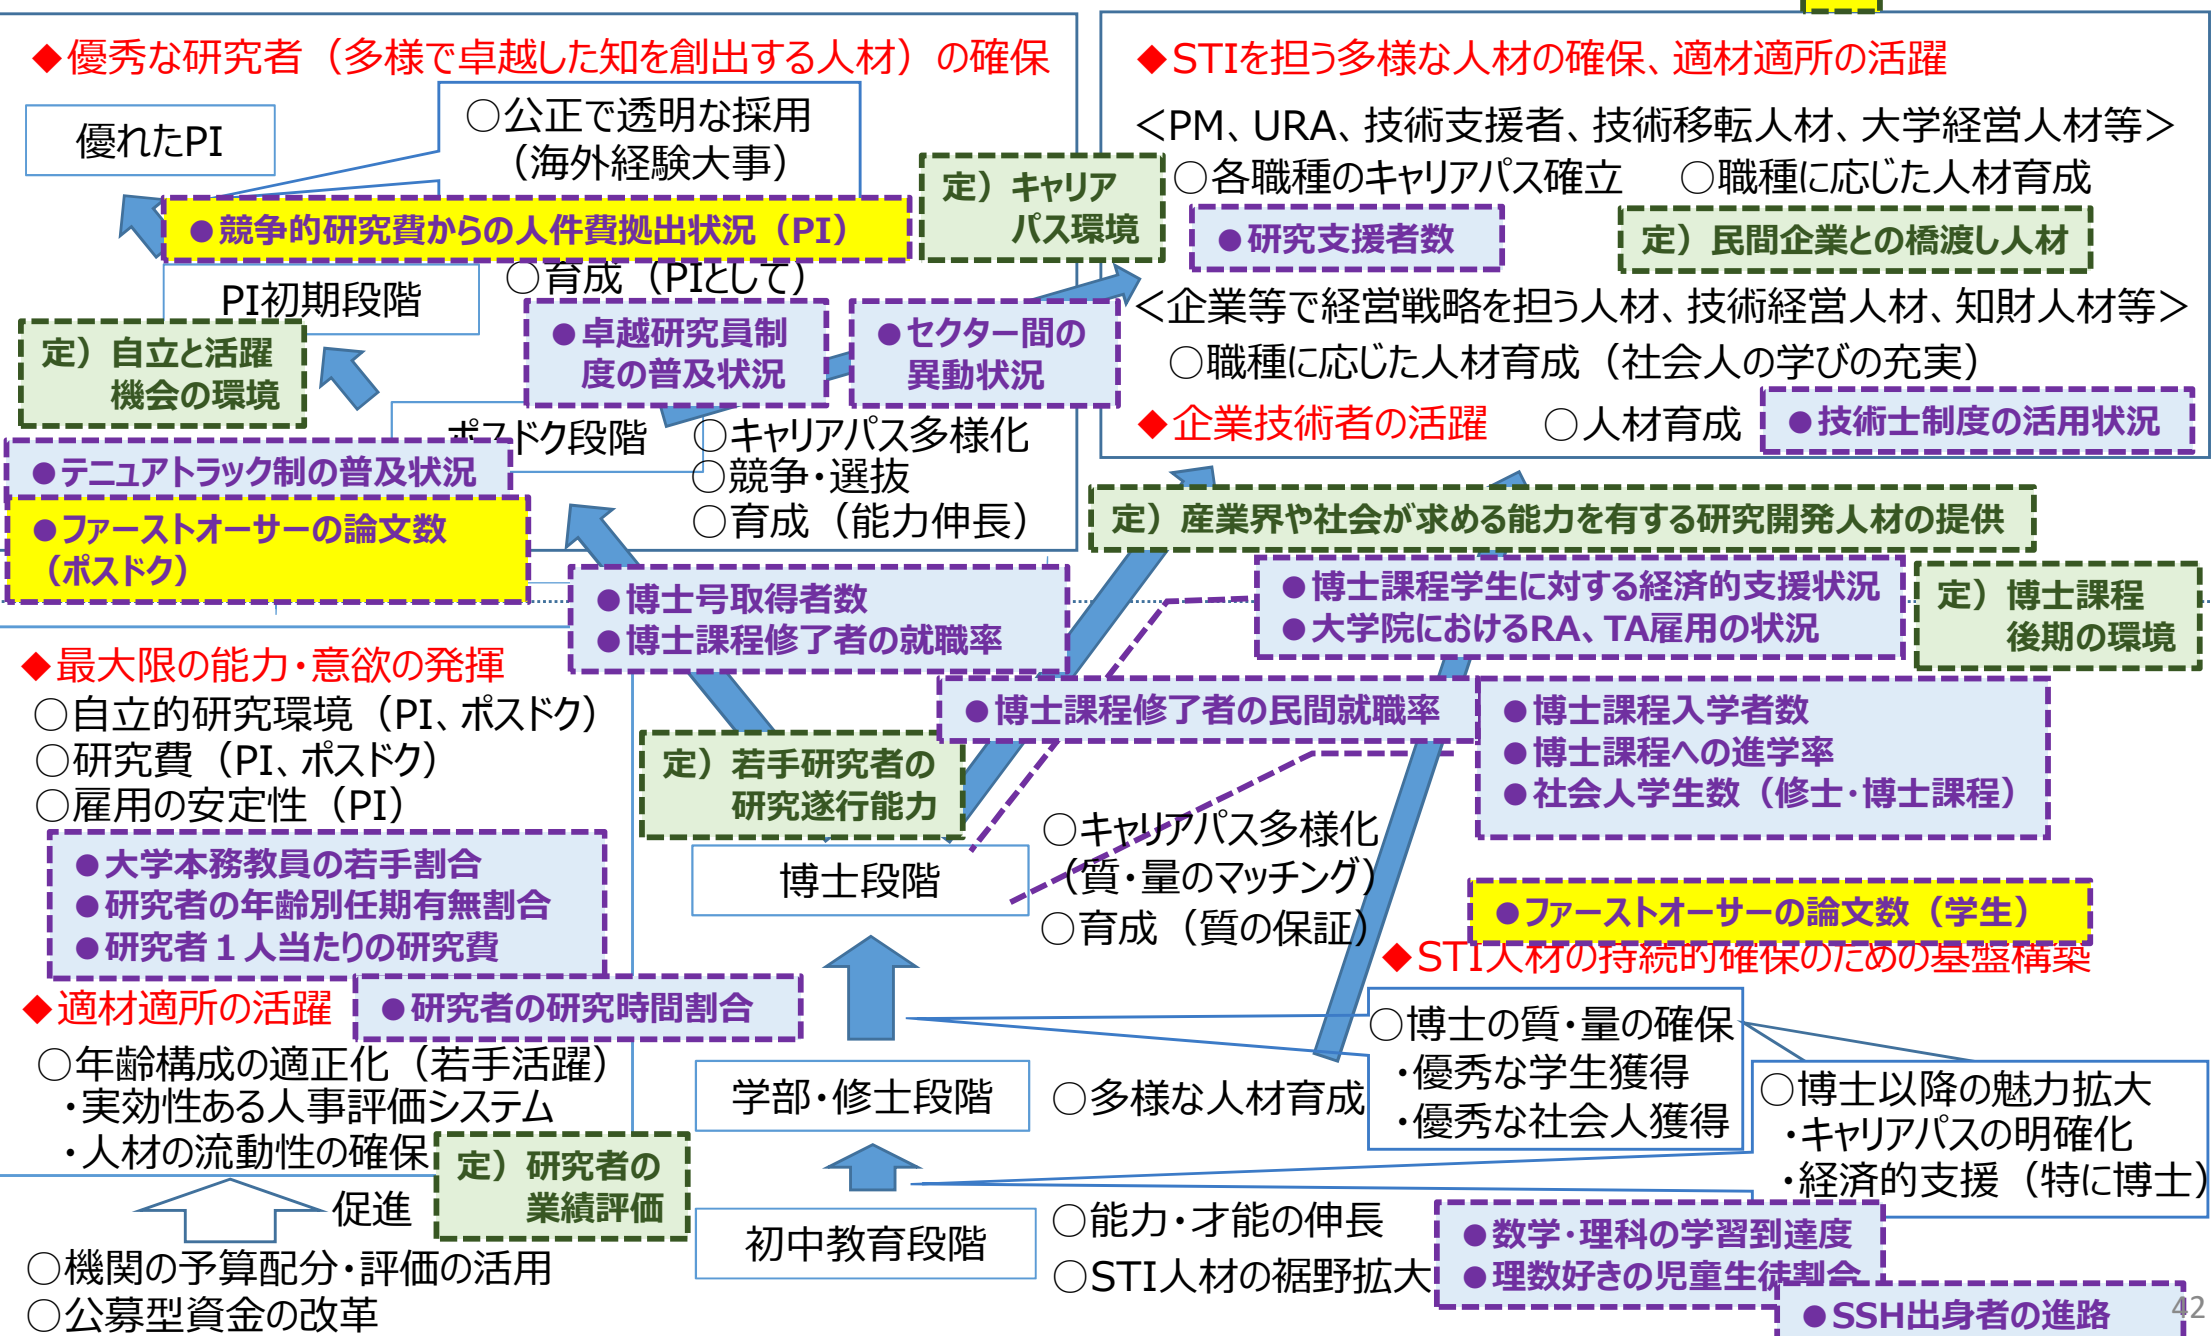 ◆優秀な研究者（多様で卓越した知を創出する人材）の確保
優れたPI
○公正で透明な採用
（海外経験大事）
●競争的研究費からの人件費拠出状況（PI）
定）キャリア
パス環境
PI初期段階
○育成（PIとして）
定）自立と活躍
機会の環境
●卓越研究員制
度の普及状況
●セクター間の
異動状況
ポスドク段階
○キャリアパス多様化
○競争・選抜
○育成（能力伸長）
●テニュアトラック制の普及状況
●ファーストオーサーの論文数
（ポスドク）
◆STIを担う多様な人材の確保、適材適所の活躍
＜PM、URA、技術支援者、技術移転人材、大学経営人材等＞
○各職種のキャリアパス確立　○職種に応じた人材育成
●研究支援者数
定）民間企業との橋渡し人材
＜企業等で経営戦略を担う人材、技術経営人材、知財人材等＞
○職種に応じた人材育成（社会人の学びの充実）
◆企業技術者の活躍　○人材育成
●技術士制度の活用状況
定）産業界や社会が求める能力を有する研究開発人材の提供
●博士号取得者数
●博士課程修了者の就職率
●博士課程学生に対する経済的支援状況
●大学院におけるRA、TA雇用の状況
定）博士課程
後期の環境
◆最大限の能力・意欲の発揮
○自立的研究環境（PI、ポスドク）
○研究費（PI、ポスドク）
○雇用の安定性（PI）
●大学本務教員の若手割合
●研究者の年齢別任期有無割合
●研究者１人当たりの研究費
定）若手研究者の
研究遂行能力
●博士課程修了者の民間就職率
●博士課程入学者数
●博士課程への進学率
●社会人学生数（修士・博士課程）
博士段階
○キャリアパス多様化
（質・量のマッチング）
○育成（質の保証）
●ファーストオーサーの論文数（学生）
◆STI人材の持続的確保のための基盤構築
◆適材適所の活躍
●研究者の研究時間割合
○年齢構成の適正化（若手活躍）
・実効性ある人事評価システム
・人材の流動性の確保
定）研究者の
業績評価
学部・修士段階
○多様な人材育成
○博士の質・量の確保
・優秀な学生獲得
・優秀な社会人獲得
○博士以降の魅力拡大
・キャリアパスの明確化
・経済的支援（特に博士）
促進
○機関の予算配分・評価の活用
○公募型資金の改革
初中教育段階
○能力・才能の伸長
○STI人材の裾野拡大
●数学・理科の学習到達度
●理数好きの児童生徒割合
●SSH出身者の進路
42